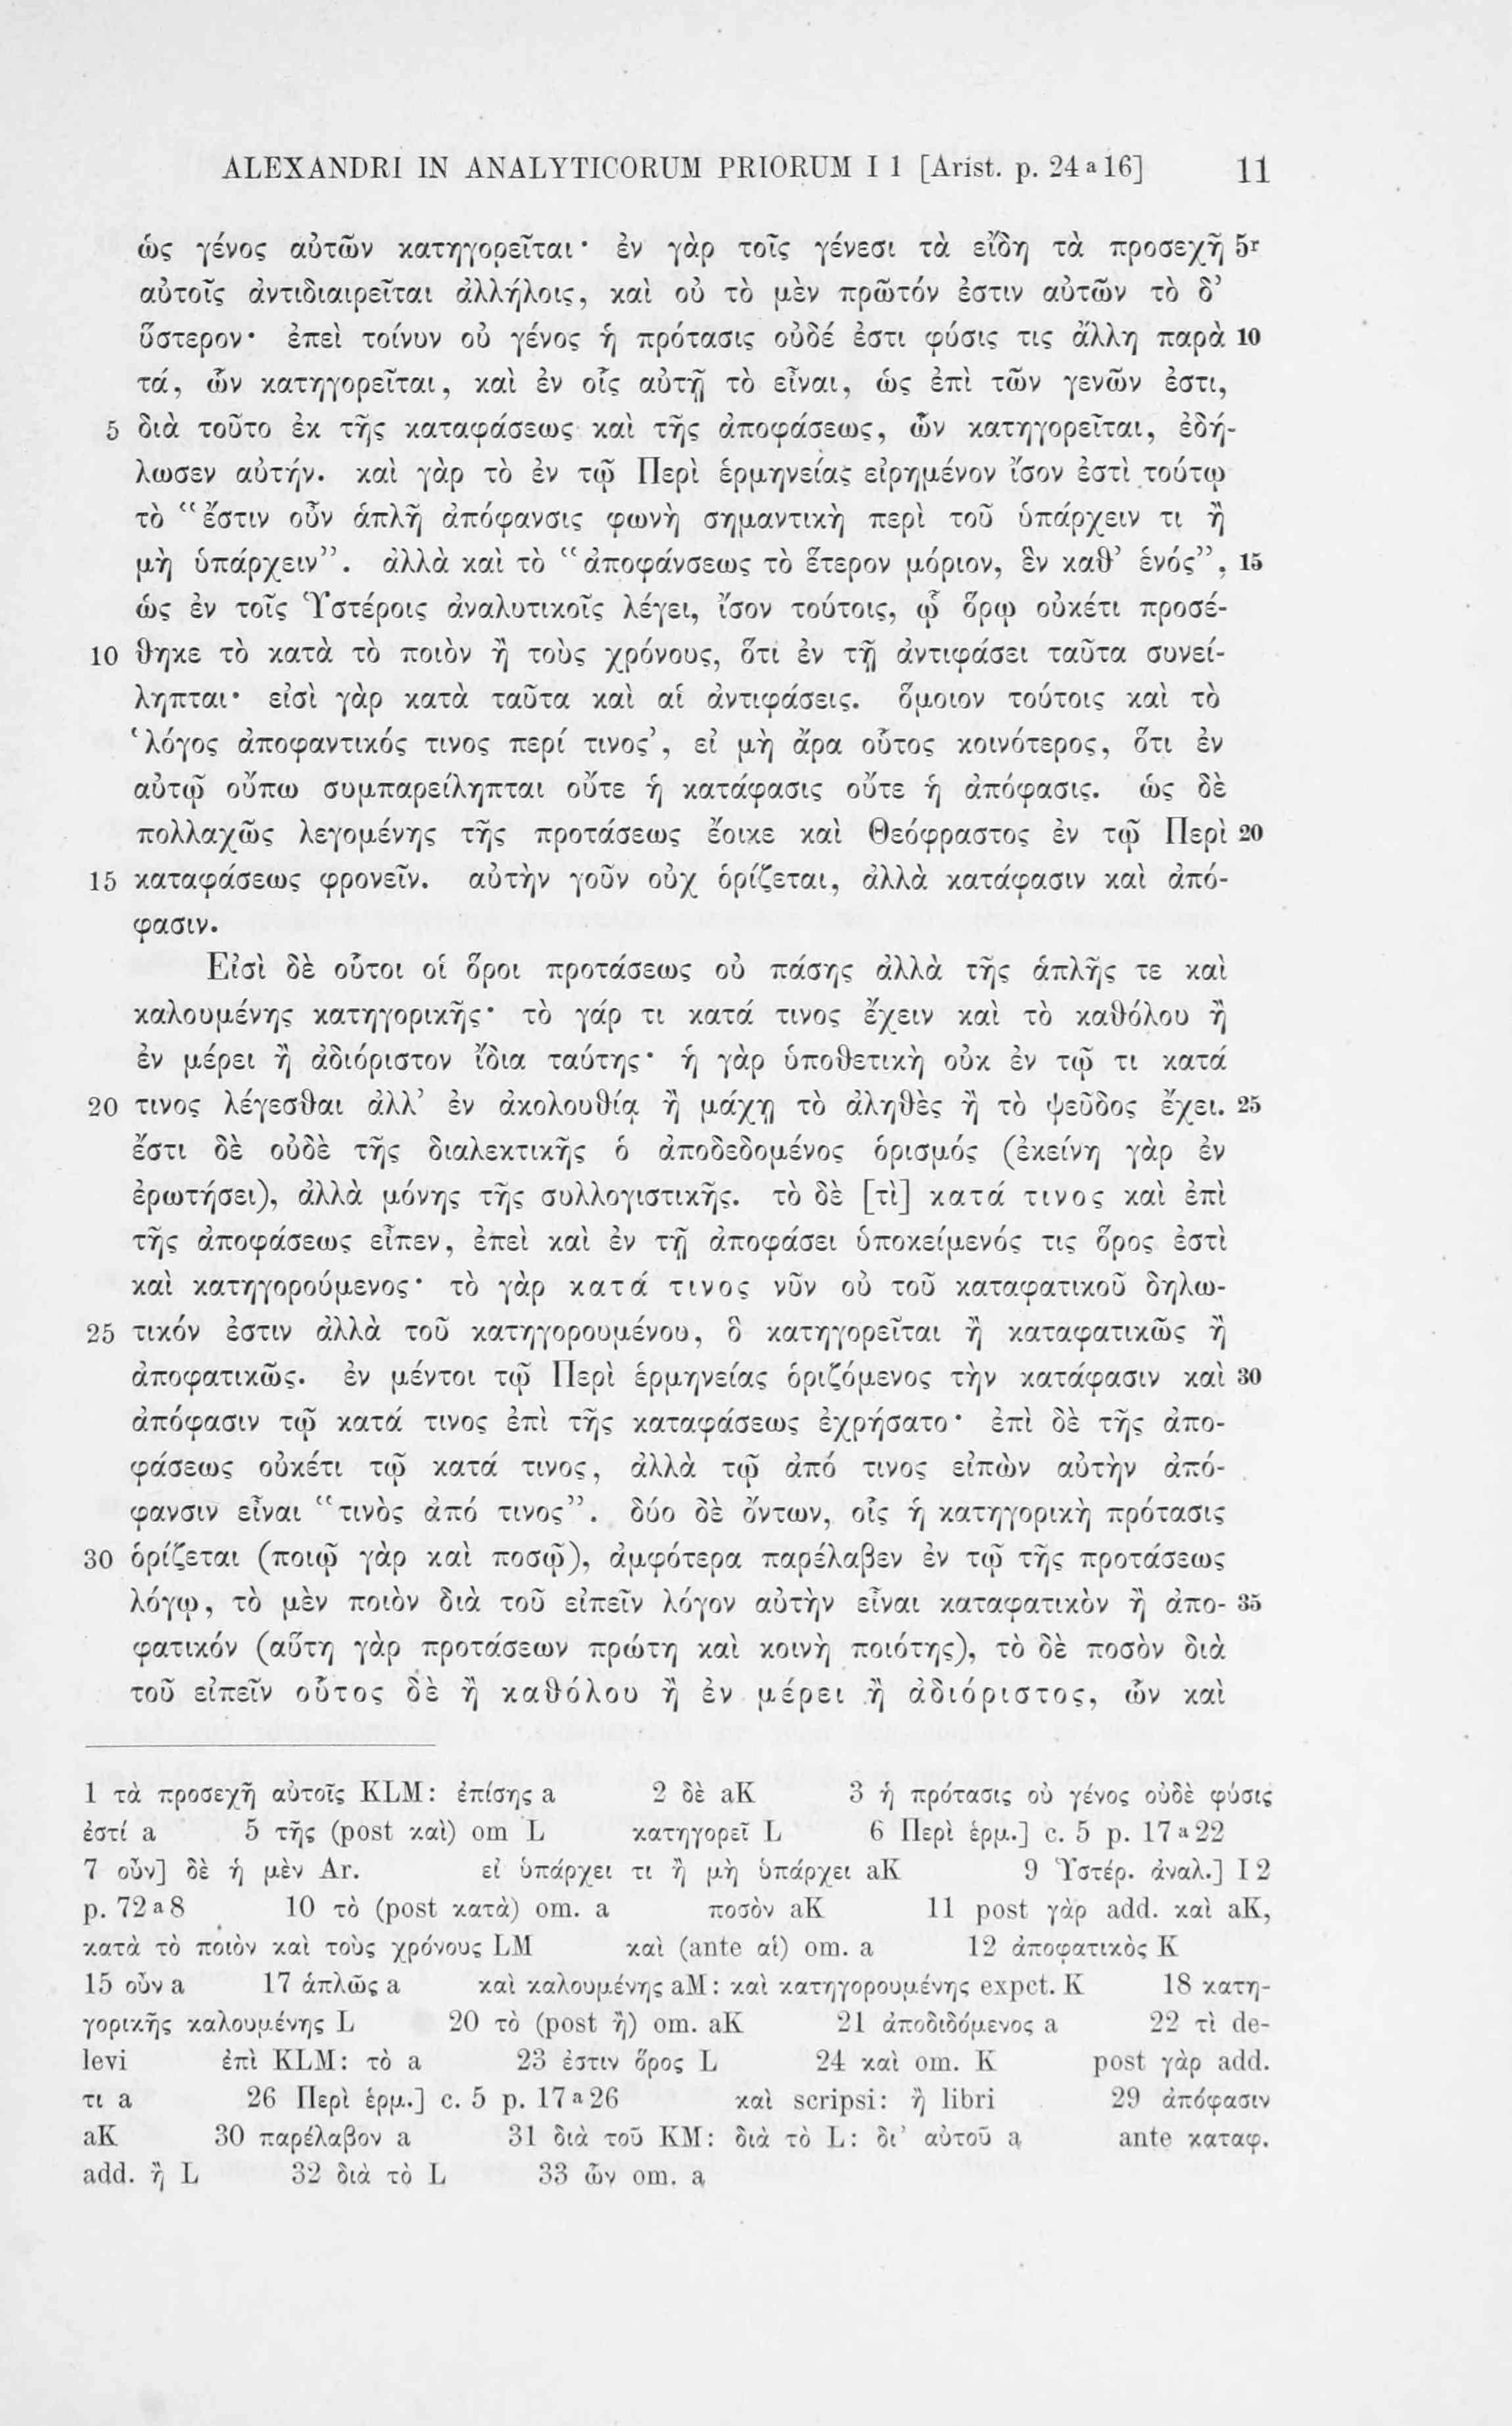 ALEXANDRI IN ANALYTICORUM PRIORUM I 1 [Arist. p. 24 a 16] 11
ὡς γένος αὐτῶν κατηγορεῖται· ἐν γὰρ τοῖς γένεσι τὰ εἴδη τὰ προσεχῆ 5r
αὐτοῖς ἀντιδιαιρεῖται ἀλλήλοις, καὶ οὐ τὸ μὲν πρῶτόν ἐστιν αὐτῶν τὸ δ’
ὕστερον· ἐπεὶ τοίνυν οὐ γένος ἡ πρότασις οὐδέ ἐστι φύσις τις ἄλλη παρὰ 10
τά, ὧν κατηγορεῖται, καὶ ἐν οἷς αὐτῇ τὸ εἶναι, ὡς ἐπὶ τῶν γενῶν ἐστι,
5 διὰ τοῦτο ἐκ τῆς καταφάσεως καὶ τῆς ἀποφάσεως, ὧν κατηγορεῖται, ἐδή-
λωσεν αὐτήν. καὶ γὰρ τὸ ἐν τῷ Περὶ ἑρμηνείας εἰρημένον ἴσον ἐστὶ τούτῳ
τὸ “ἔστιν οὖν ἁπλῆ ἀπόφανσις φωνὴ σημαντικὴ περὶ τοῦ ὑπάρχειν τι ἢ
μὴ ὑπάρχειν”. ἀλλὰ καὶ τὸ “ἀποφάνσεως τὸ ἕτερον μόριον, ἓν καθ’ ἑνός”, 15
ὡς ἐν τοῖς Ὑστέροις ἀναλυτικοῖς λέγει, ἴσον τούτοις, ᾧ ὅρῳ οὐκέτι προσέ-
10 θηκε τὸ κατὰ τὸ ποιὸν ἢ τοὺς χρόνους, ὅτι ἐν τῇ ἀντιφάσει ταῦτα συνεί-
ληπται· εἰσὶ γὰρ κατὰ ταῦτα καὶ αἱ ἀντιφάσεις. ὅμοιον τούτοις καὶ τὸ
‘λόγος ἀποφαντικός τινος περί τινος’, εἰ μὴ ἄρα οὗτος κοινότερος, ὅτι ἐν
αὐτῷ οὔπω συμπαρείληπται οὔτε ἡ κατάφασις οὔτε ἡ ἀπόφασις. ὡς δὲ
πολλαχῶς λεγομένης τῆς προτάσεως ἔοικε καὶ Θεόφραστος ἐν τῷ Περὶ 20
15 καταφάσεως φρονεῖν. αὐτὴν γοῦν οὐχ ὁρίζεται, ἀλλὰ κατάφασιν καὶ ἀπό-
φασιν.
Εἰσὶ δὲ οὗτοι οἱ ὅροι προτάσεως οὐ πάσης ἀλλὰ τῆς ἁπλῆς τε καὶ
καλουμένης κατηγορικῆς· τὸ γάρ τι κατά τινος ἔχειν καὶ τὸ καθόλου ἢ
ἐν μέρει ἢ ἀδιόριστον ἴδια ταύτης· ἡ γὰρ ὑποθετικὴ οὐκ ἐν τῷ τι κατά
20 τινος λέγεσθαι ἀλλ’ ἐν ἀκολουθίᾳ ἢ μάχῃ τὸ ἀληθὲς ἢ τὸ ψεῦδος ἔχει. 25
ἔστι δὲ οὐδὲ τῆς διαλεκτικῆς ὁ ἀποδεδομένος ὁρισμός (ἐκείνη γὰρ ἐν
ἐρωτήσει), ἀλλὰ μόνης τῆς συλλογιστικῆς. τὸ δὲ [τὶ] κατά τινος καὶ ἐπὶ
τῆς ἀποφάσεως εἶπεν, ἐπεὶ καὶ ἐν τῇ ἀποφάσει ὑποκείμενός τις ὅρος ἐστὶ
καὶ κατηγορούμενος· τὸ γὰρ κατά τινος νῦν οὐ τοῦ καταφατικοῦ δηλω-
25 τικόν ἐστιν ἀλλὰ τοῦ κατηγορουμένου, ὃ κατηγορεῖται ἢ καταφατικῶς ἢ
ἀποφατικῶς. ἐν μέντοι τῷ Περὶ ἑρμηνείας ὁριζόμενος τὴν κατάφασιν καὶ 30
ἀπόφασιν τῷ κατά τινος ἐπὶ τῆς καταφάσεως ἐχρήσατο· ἐπὶ δὲ τῆς ἀπο-
φάσεως οὐκέτι τῷ κατά τινος, ἀλλὰ τῷ ἀπό τινος εἰπὼν αὐτὴν ἀπό-
φανσιν εἶναι “τινὸς ἀπό τινος”. δύο δὲ ὄντων, οἷς ἡ κατηγορικὴ πρότασις
30 ὁρίζεται (ποιῷ γὰρ καὶ ποσῷ), ἀμφότερα παρέλαβεν ἐν τῷ τῆς προτάσεως
λόγῳ, τὸ μὲν ποιὸν διὰ τοῦ εἰπεῖν λόγον αὐτὴν εἶναι καταφατικὸν ἢ ἀπο- 35
φατικόν (αὕτη γὰρ προτάσεων πρώτη καὶ κοινὴ ποιότης), τὸ δὲ ποσὸν διὰ
τοῦ εἰπεῖν οὗτος δὲ ἢ καθόλου ἢ ἐν μέρει ἢ ἀδιόριστος, ὧν καὶ
1 τὰ προσεχῆ αὐτοῖς KLM: ἐπίσης a 2 δὲ aK 3 ἡ πρότασις οὐ γένος οὐδὲ φύσις
ἐστί a 5 τῆς (post καὶ) om L κατηγορεῖ L 6 Περὶ ἑρμ.] c. 5 p. 17 a 22
7 οὖν] δὲ ἡ μὲν Ar. εἰ ὑπάρχει τι ἢ μὴ ὑπάρχει aK 9 Ὑστέρ. ἀναλ.] I 2
p. 72 a 8 10 τὸ (post κατὰ) om. a ποσὸν aK 11 post γὰρ add. καὶ aK,
κατὰ τὸ ποιὸν καὶ τοὺς χρόνους LM καὶ (ante αἱ) om. a 12 ἀποφατικὸς K
15 οὖν a 17 ἁπλῶς a καὶ καλουμένης aM: καὶ κατηγορουμένης expct. K 18 κατη-
γορικῆς καλουμένης L 20 τὸ (post ἢ) om. aK 21 ἀποδιδόμενος a 22 τὶ de-
levi ἐπὶ KLM: τὸ a 23 ἐστιν ὅρος L 24 καὶ om. K post γὰρ add.
τι a 26 Περὶ ἑρμ.] c. 5 p. 17 a 26 καὶ scripsi: ἢ libri 29 ἀπόφασιν
aK 30 παρέλαβον a 31 διὰ τοῦ KM: διὰ τὸ L: δι’ αὐτοῦ a ante καταφ.
add. ἢ L 32 διὰ τὸ L 33 ὧν om. a